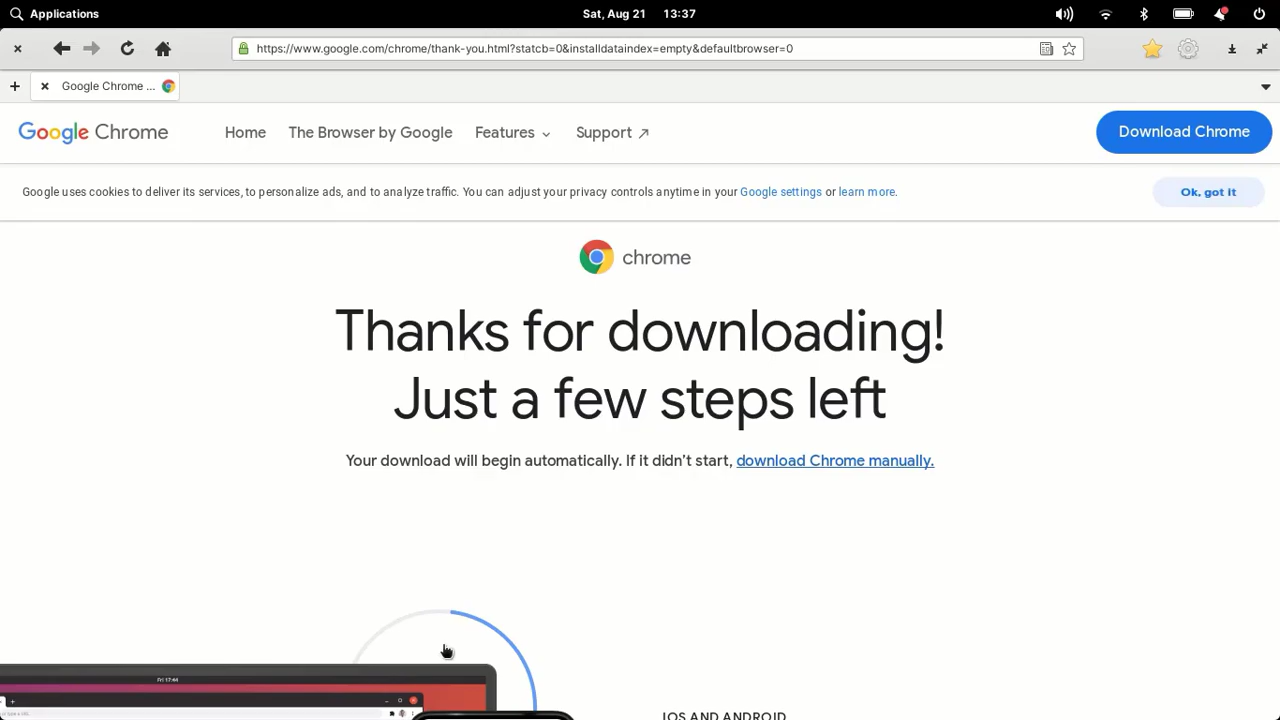 Applications
Sat, Aug 21 13:37
https://www.google.com/chrome/thank-you.html?statcb=0&installdataindex=empty&defaultbrowser=0
Google Chrome ...
Google Chrome
Home
The Browser by Google
Features
Support
Download Chrome
Google uses cookies to deliver its services, to personalize ads, and to analyze traffic. You can adjust your privacy controls anytime in your Google settings or learn more.
Ok, got it
chrome
Thanks for downloading!
Just a few steps left
Your download will begin automatically. If it didn’t start, download Chrome manually.
Fri 17:44
IOS AND ANDROID